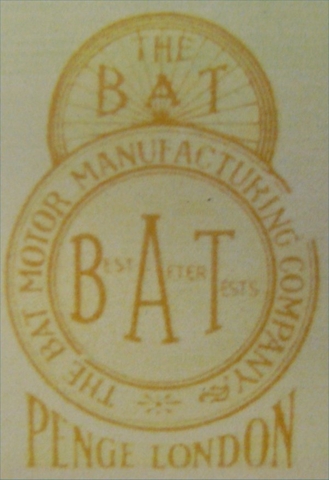 THE
BAT
THE BAT MOTOR MANUFACTURING COMPANY
BEST AFTER TESTS
PENGE LONDON